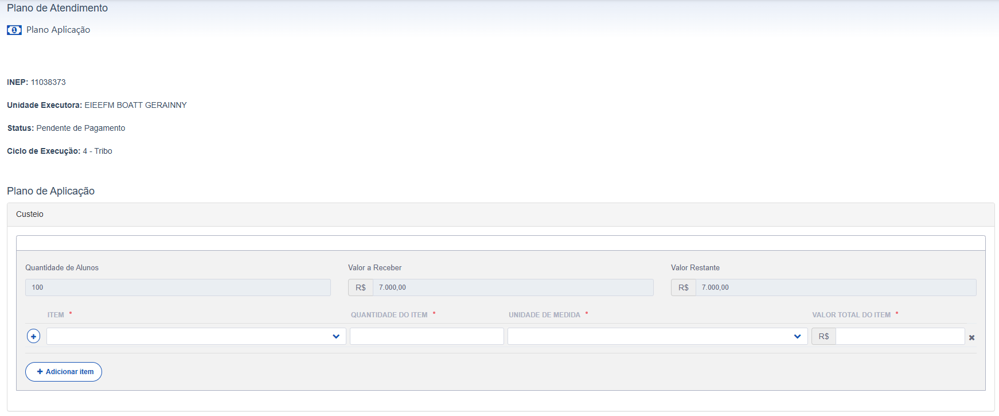 Plano de Atendimento
Plano Aplicação
INEP: 11038373
Unidade Executora: EIEEFM BOATT GERAINNY
Status: Pendente de Pagamento
Ciclo de Execução: 4 - Tribo
Plano de Aplicação
Custeio
Quantidade de Alunos Valor a Receber Valor Restante
100 R$ 7.000,00 R$ 7.000,00
ITEM * QUANTIDADE DO ITEM * UNIDADE DE MEDIDA * VALOR TOTAL DO ITEM *
R$
+ Adicionar item